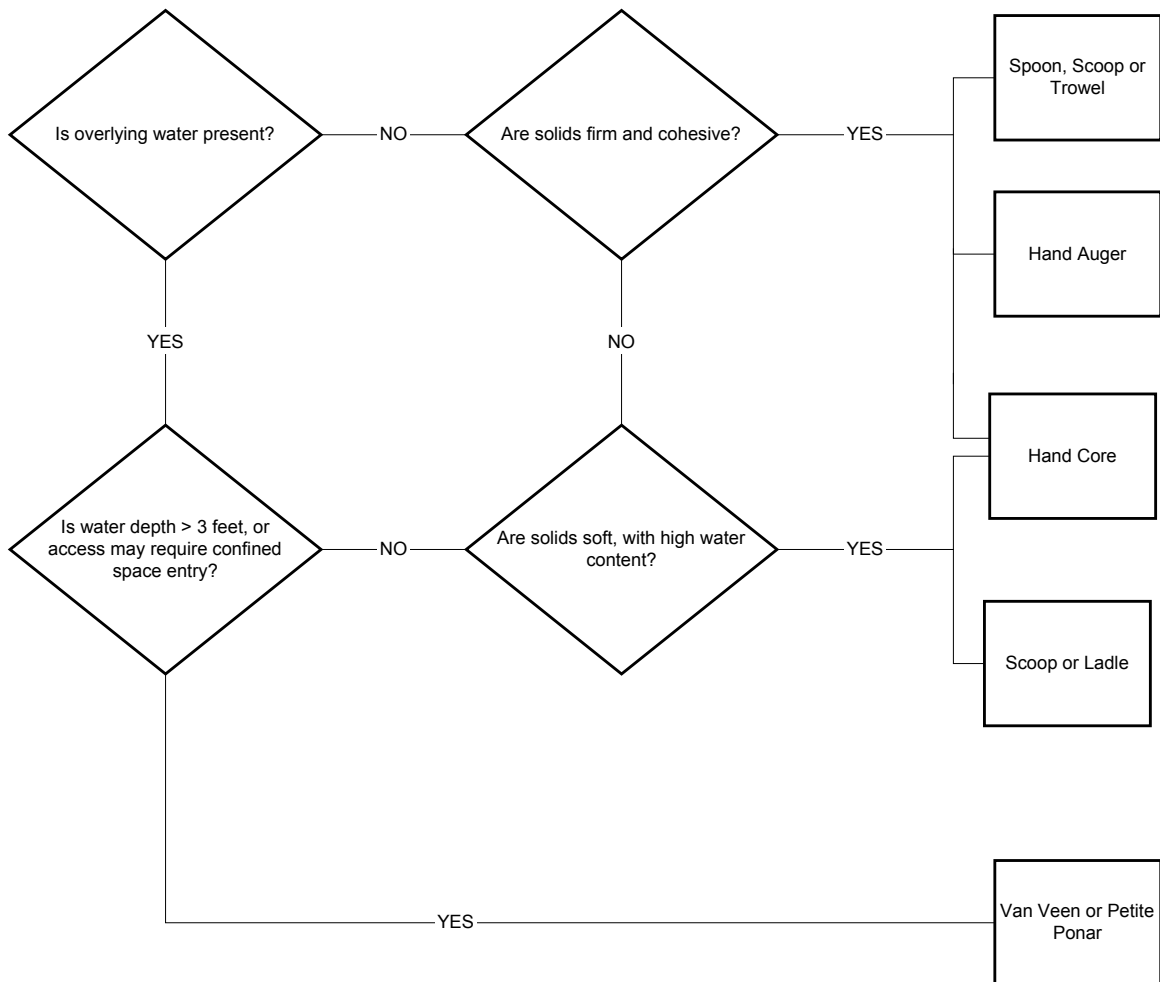 Is overlying water present?
NO
Are solids firm and cohesive?
YES
Spoon, Scoop or
Trowel
Hand Auger
YES
NO
Hand Core
Is water depth > 3 feet, or
access may require confined
space entry?
NO
Are solids soft, with high water
content?
YES
Scoop or Ladle
YES
Van Veen or Petite
Ponar